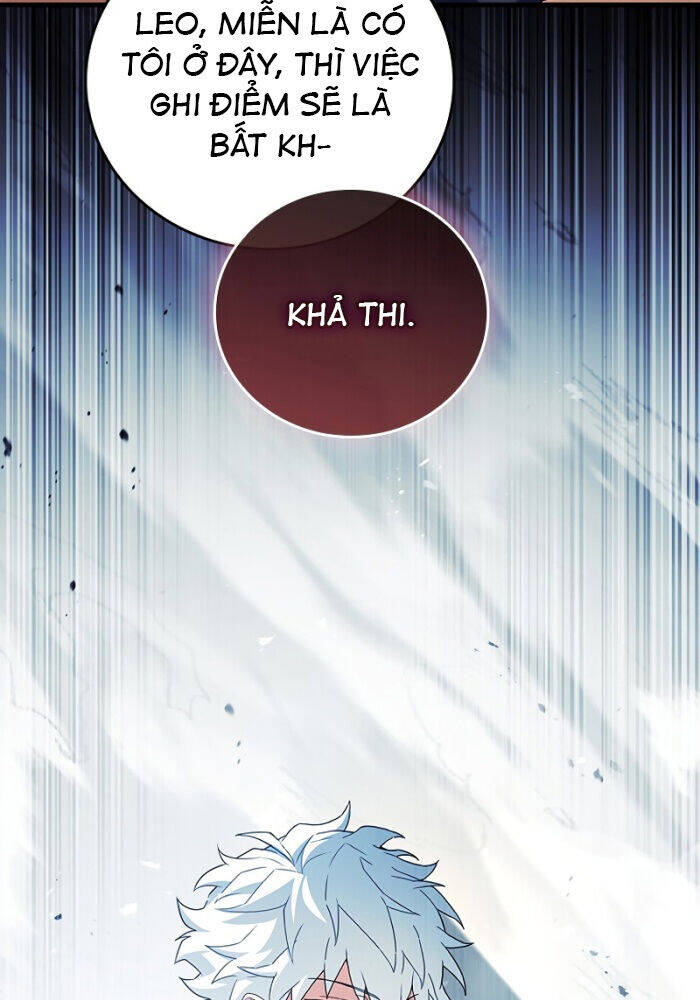 LEO, MIỄN LÀ CÓ
TÔI Ở ĐÂY, THÌ VIỆC
GHI ĐIỂM SẼ LÀ
BẤT KH-
KHẢ THI.